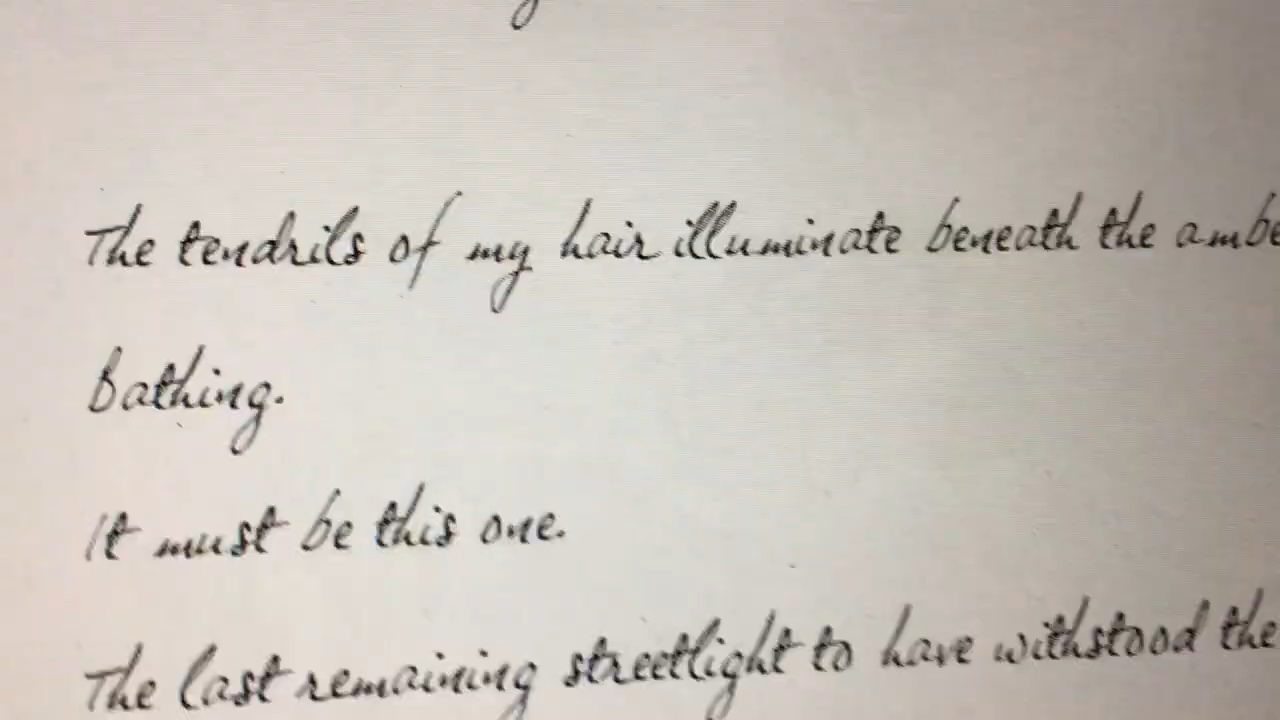 The tendrils of my hair illuminate beneath the
Bathing.
It must be this one.
The last remaining streetlight to have withstood the